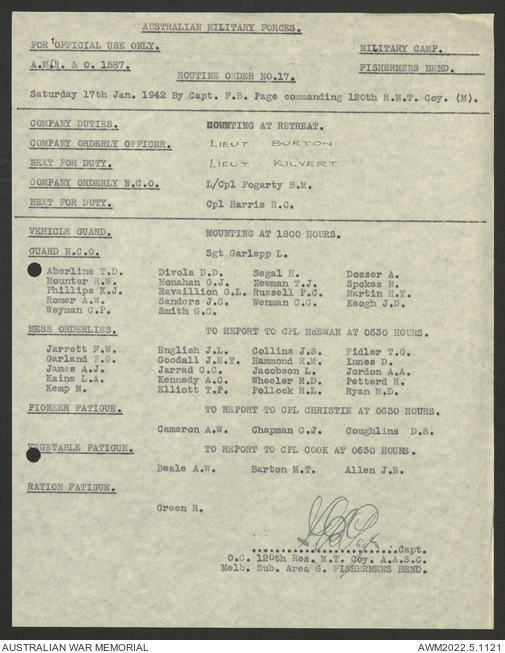 AUSTRALIAN MILITARY FORCES.
FOR OFFICIAL USE ONLY. MILITARY CAMP.
A.M.R. & O. 1587. FISHERMENS BEND.
ROUTINE ORDER NO.17.
Saturday 17th Jan. 1942 By Capt. F.B. Page commanding 120th R.M.T. Coy. (M).
COMPANY DUTIES. MOUNTING AT RETREAT.
COMPANY ORDERLY OFFICER. LIEUT BURTON
NEXT FOR DUTY. LIEUT KILVERT
COMPANY ORDERLY N.C.O. L/Cpl Fogarty B.M.
NEXT FOR DUTY. Cpl Harris R.C.
VEHICLE GUARD. MOUNTING AT 1800 HOURS.
GUARD N.C.O. Sgt Garlepp L.
Aberline T.D. Divola D.D. Segal H. Dosser A.
Mounter R.W. Monahan G.J. Newman T.J. Spokes N.
Phillips K.J. Ravaillion G.L. Russell P.C. Martin H.T.
Romer A.W. Sanders J.C. Wenman C.C. Keogh J.D.
Weyman C.P. Smith G.C.
MESS ORDERLIES. TO REPORT TO CPL McEWAN AT 0630 HOURS.
Jarrett F.W. English J.L. Collins J.S. Fidler T.G.
Garland F.G. Goodall J.E.T. Hammond R.M. Innes D.
James A.J. Jarrad C.C. Jacobson L. Jordon A.A.
Kaine L.A. Kennedy A.C. Wheeler R.D. Petterd R.
Kemp M. Elliott T.P. Pollock R.L. Ryan M.D.
PIONEER FATIGUE. TO REPORT TO CPL CHRISTIE AT 0630 HOURS.
Cameron A.W. Chapman C.J. Coughlins D.S.
VEGETABLE FATIGUE. TO REPORT TO CPL COOK AT 0630 HOURS.
Beale A.W. Barton M.T. Allen J.R.
RATION FATIGUE.
Green R.
Capt.
O.C. 120th Res. M.T. Coy. A.A.S.C.
Melb. Sub. Area 6. FISHERMENS BEND.
AUSTRALIAN WAR MEMORIAL AWM2022.5.1121